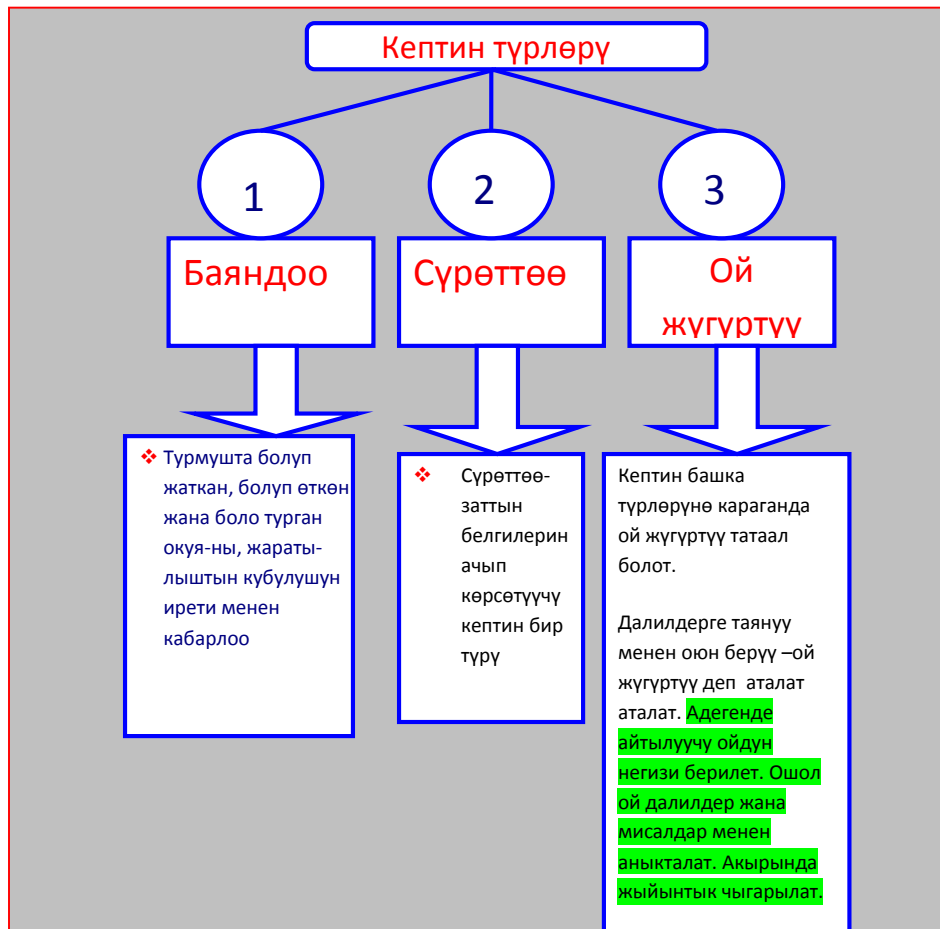 Кептин түрлөрү
1
2
3
Баяндоо
Сүрөттөө
Ой
жүгүртүү
Турмушта болуп
жаткан, болуп өткөн
жана боло турган
окуя-ны, жараты-
лыштын кубулушун
ирети менен
кабарлоо
Сүрөттөө-
заттын
белгилерин
ачып
көрсөтүүчү
кептин бир
түрү
Кептин башка
түрлөрүнө караганда
ой жүгүртүү татаал
болот.
Далилдерге таянуу
менен оюн берүү –ой
жүгүртүү деп аталат
аталат. Адегенде
айтылуучу ойдун
негизи берилет. Ошол
ой далилдер жана
мисалдар менен
аныкталат. Акырында
жыйынтык чыгарылат.